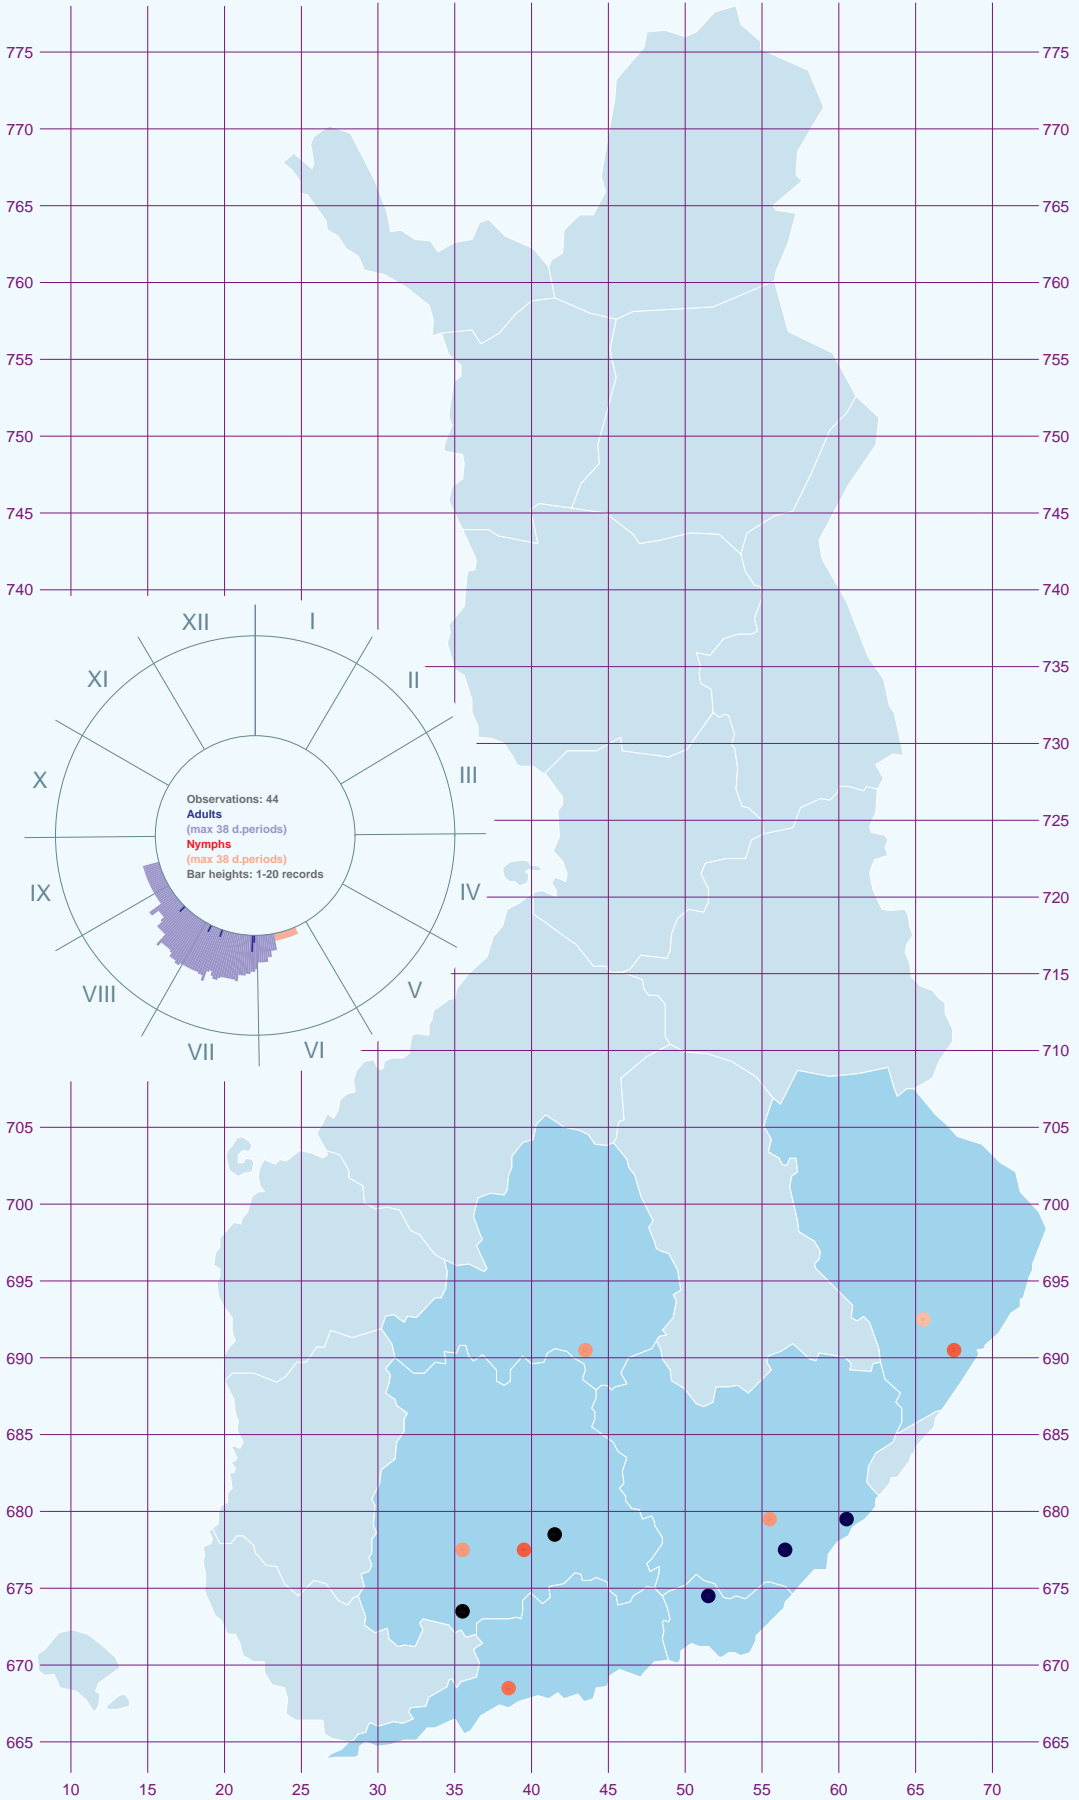 775 775
770 770
765 765
760 760
755 755
750 750
745 745
740 740
XII I
735
XI II
730
X III
Observations: 44
Adults
725
(max 38 d.periods)
Nymphs
(max 38 d.periods)
Bar heights: 1-20 records
IX IV 720
715
VIII V
VII VI 710
705 705
700 700
695 695
690 690
685 685
680 680
675 675
670 670
665 665
10 15 20 25 30 35 40 45 50 55 60 65 70